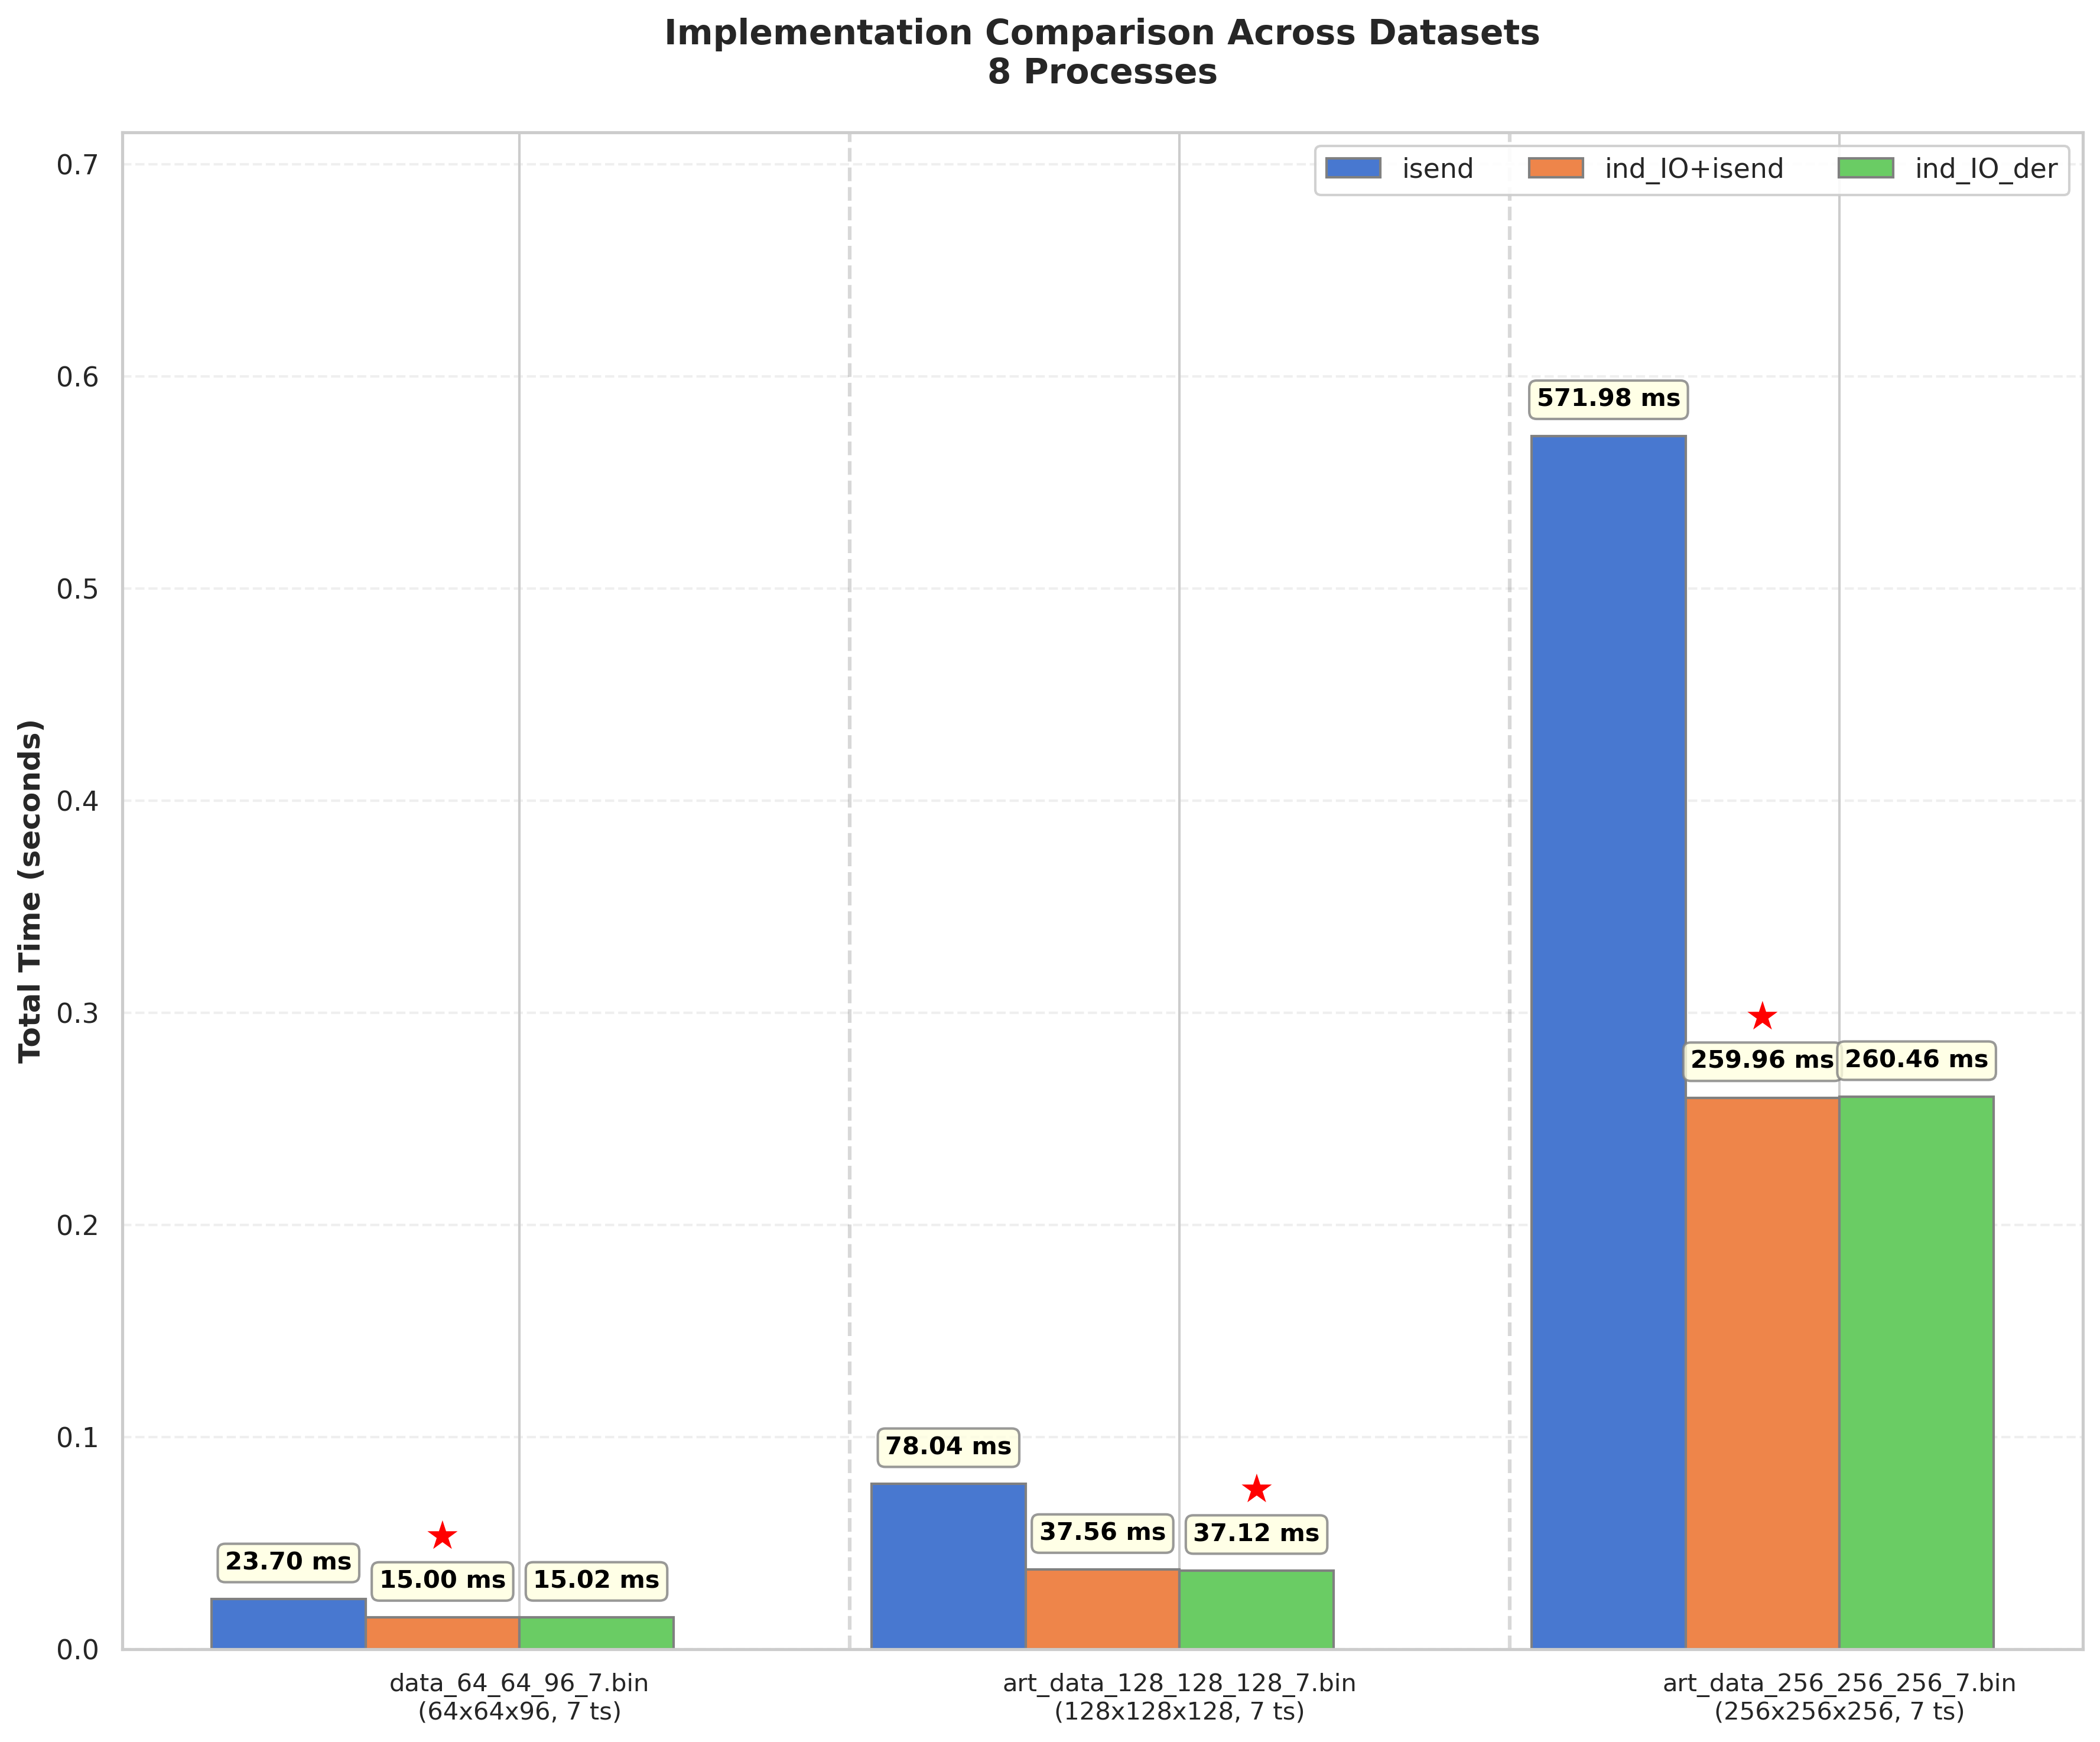 Implementation Comparison Across Datasets
8 Processes
isend
ind_IO+isend
ind_IO_der
Total Time (seconds)
0.7
0.6
0.5
0.4
0.3
0.2
0.1
0.0
23.70 ms
15.00 ms
15.02 ms
78.04 ms
37.56 ms
37.12 ms
571.98 ms
259.96 ms
260.46 ms
data_64_64_96_7.bin
(64x64x96, 7 ts)
art_data_128_128_128_7.bin
(128x128x128, 7 ts)
art_data_256_256_256_7.bin
(256x256x256, 7 ts)